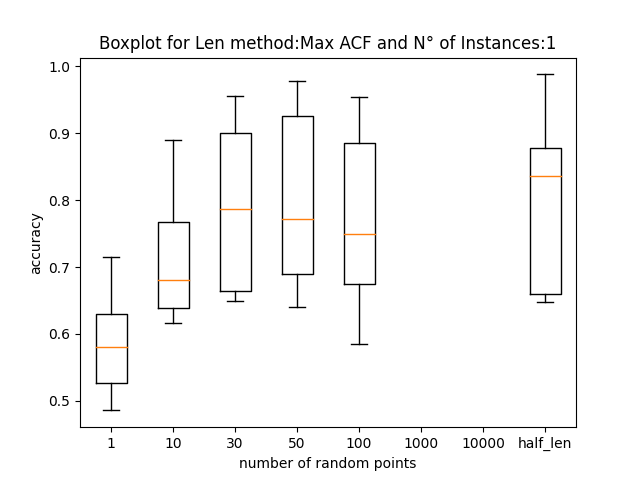 Boxplot for Len method:Max ACF and N° of Instances:1
1.0
0.9
0.8
0.7
0.6
0.5
accuracy
1 10 30 50 100 1000 10000 half_len
number of random points